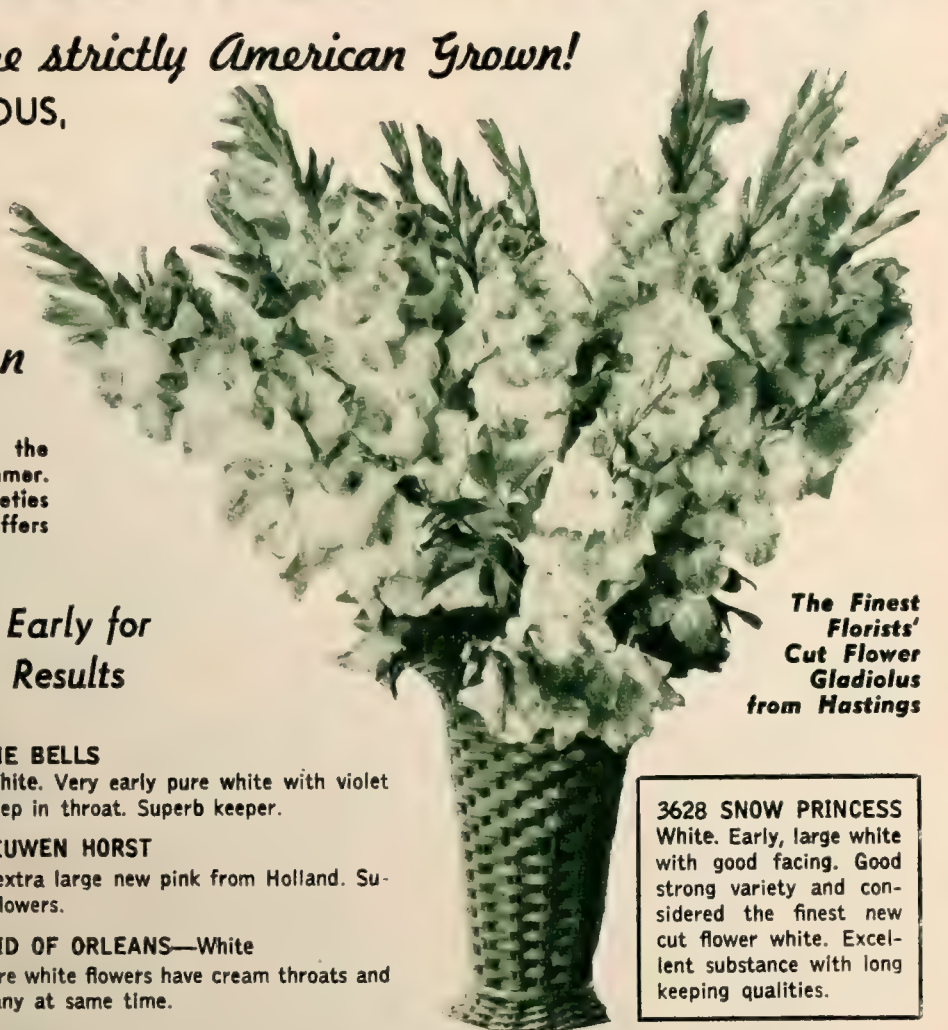 e strictly American Grown!
OUS,
n
the
mer.
eties
ffers
Early for
Results
The Finest
Florists'
Cut Flower
Gladiolus
from Hastings
E BELLS
hite. Very early pure white with violet
ep in throat. Superb keeper.
EUWEN HORST
extra large new pink from Holland. Su-
lowers.
ID OF ORLEANS—White
re white flowers have cream throats and
any at same time.
3628 SNOW PRINCESS
White. Early, large white
with good facing. Good
strong variety and con-
sidered the finest new
cut flower white. Excel-
lent substance with long
keeping qualities.